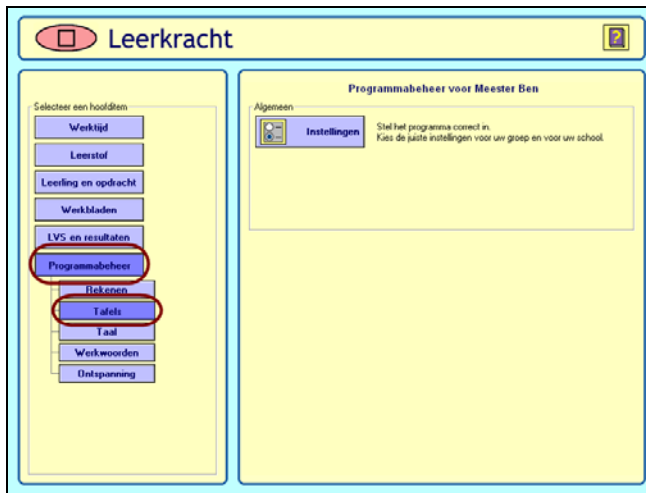 Leerkracht
Programmabeheer voor Meester Ben
Selecteer een hoofditem
Werktijd
Leerstof
Leerling en opdracht
Werkbladen
LVS en resultaten
Programmabeheer
Rekenen
Tafels
Taal
Werkwoorden
Ontspanning
Algemeen
Instellingen
Stel het programma correct in.
Kies de juiste instellingen voor uw groep en voor uw school.